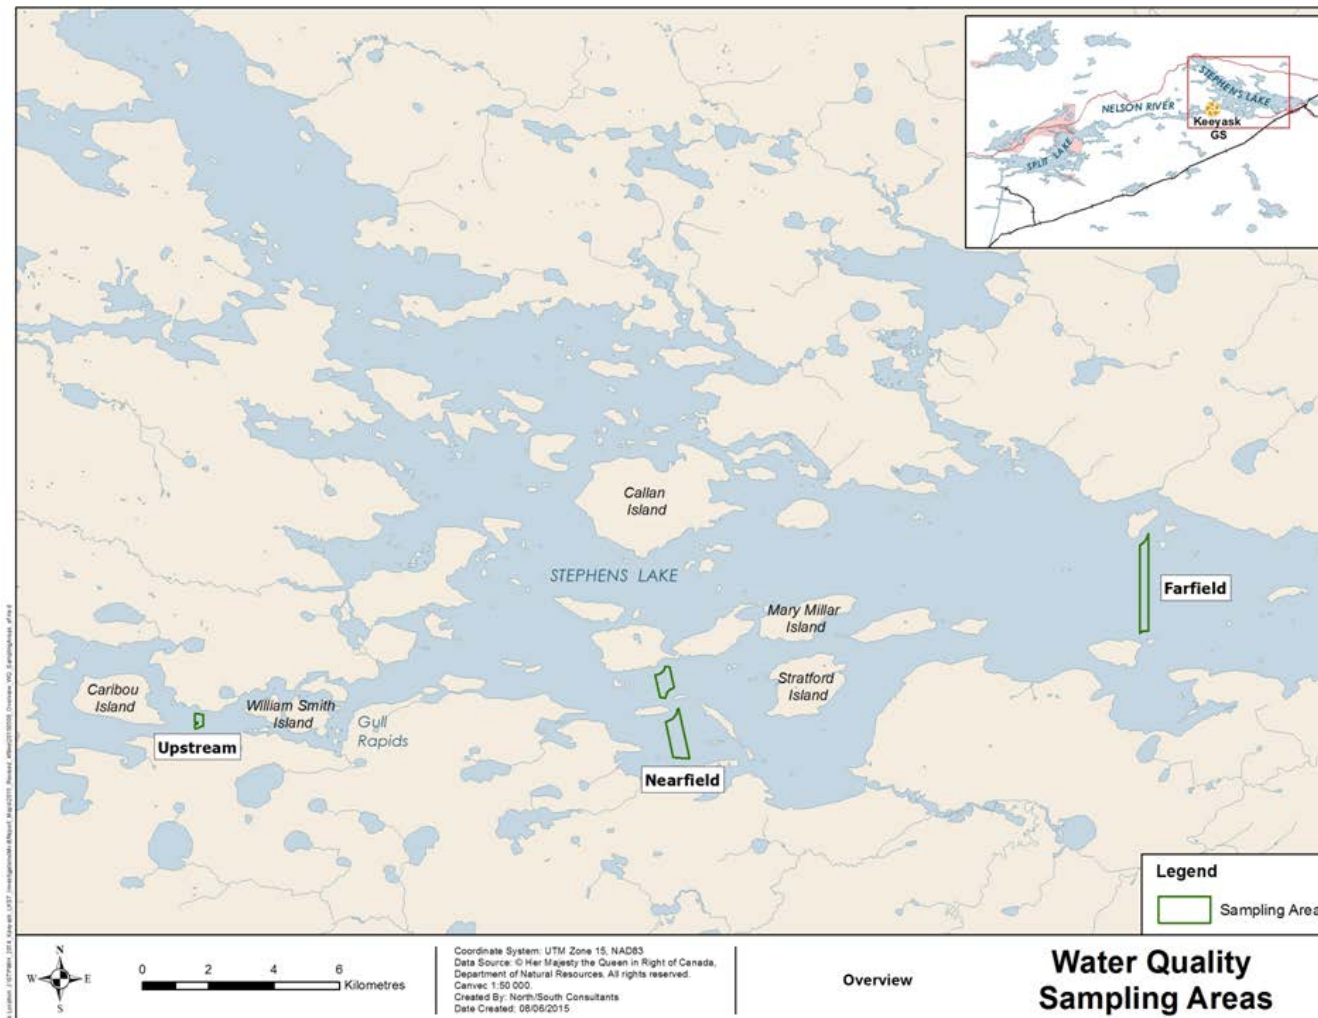 STEPHENS LAKE
NELSON RIVER
Keeyask
GS
SPLIT LAKE
Callan
Island
STEPHENS LAKE
Farfield
Mary Millar
Island
Stratford
Island
Caribou
Island
William Smith
Island
Gull
Rapids
Upstream
Nearfield
Legend
Sampling Area
N
W E
S
0 2 4 6
Kilometres
Coordinate System: UTM Zone 15, NAD83
Data Source: © Her Majesty the Queen in Right of Canada,
Department of Natural Resources. All rights reserved.
Canvec 1:50 000.
Created By: North/South Consultants
Date Created: 08/06/2015
Overview
Water Quality
Sampling Areas